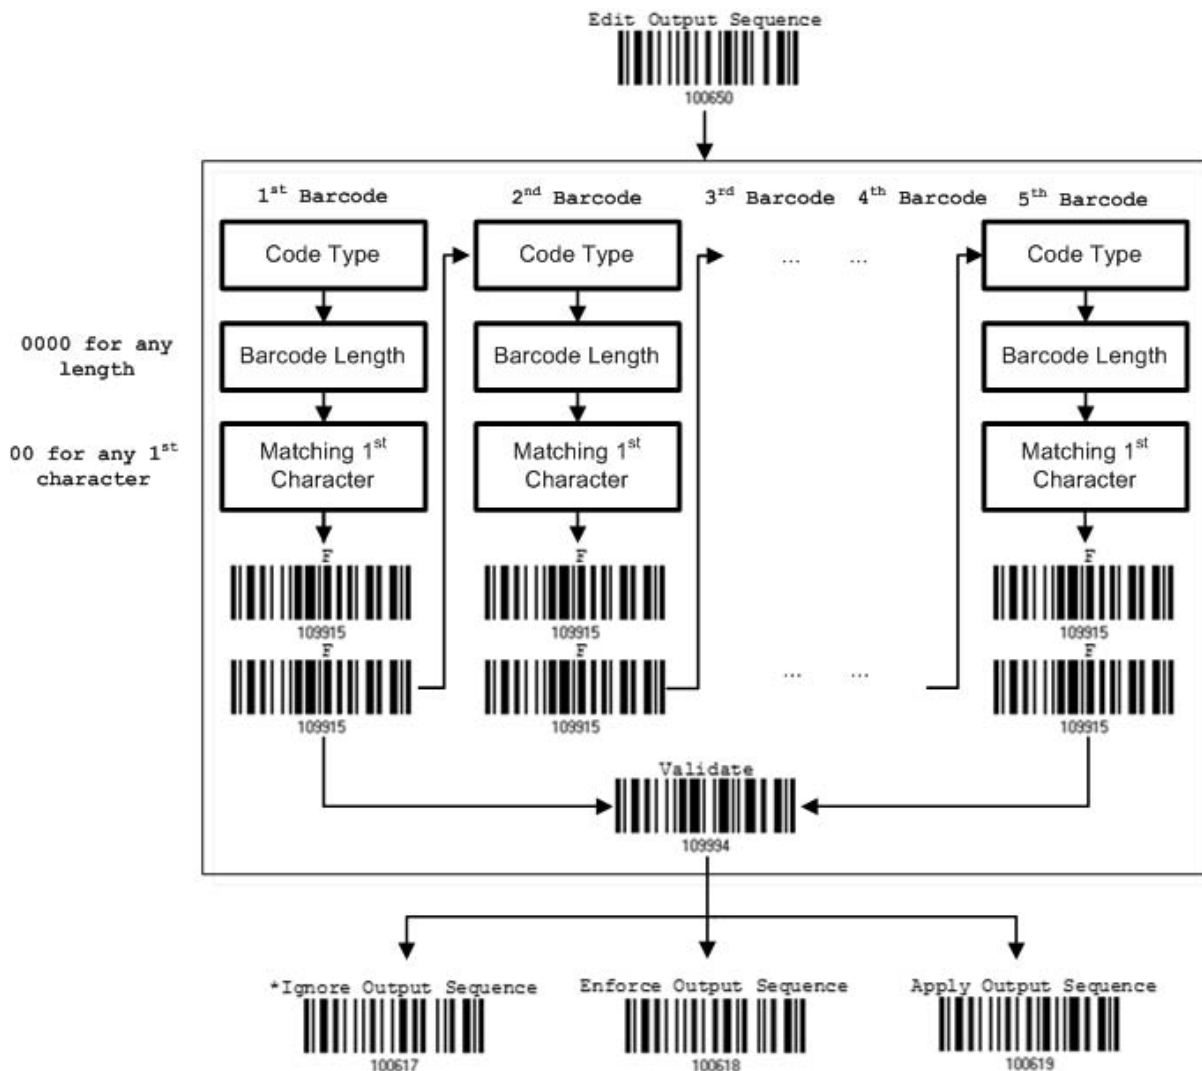 Edit Output Sequence
100650
1st Barcode 2nd Barcode 3rd Barcode 4th Barcode 5th Barcode
Code Type Code Type ... ... Code Type
0000 for any
length
Barcode Length Barcode Length Barcode Length
00 for any 1st
character
Matching 1st
Character
Matching 1st
Character
Matching 1st
Character
109915 109915 109915
... ...
109915 109915 109915
Validate
109994
*Ignore Output Sequence Enforce Output Sequence Apply Output Sequence
100617 100618 100619